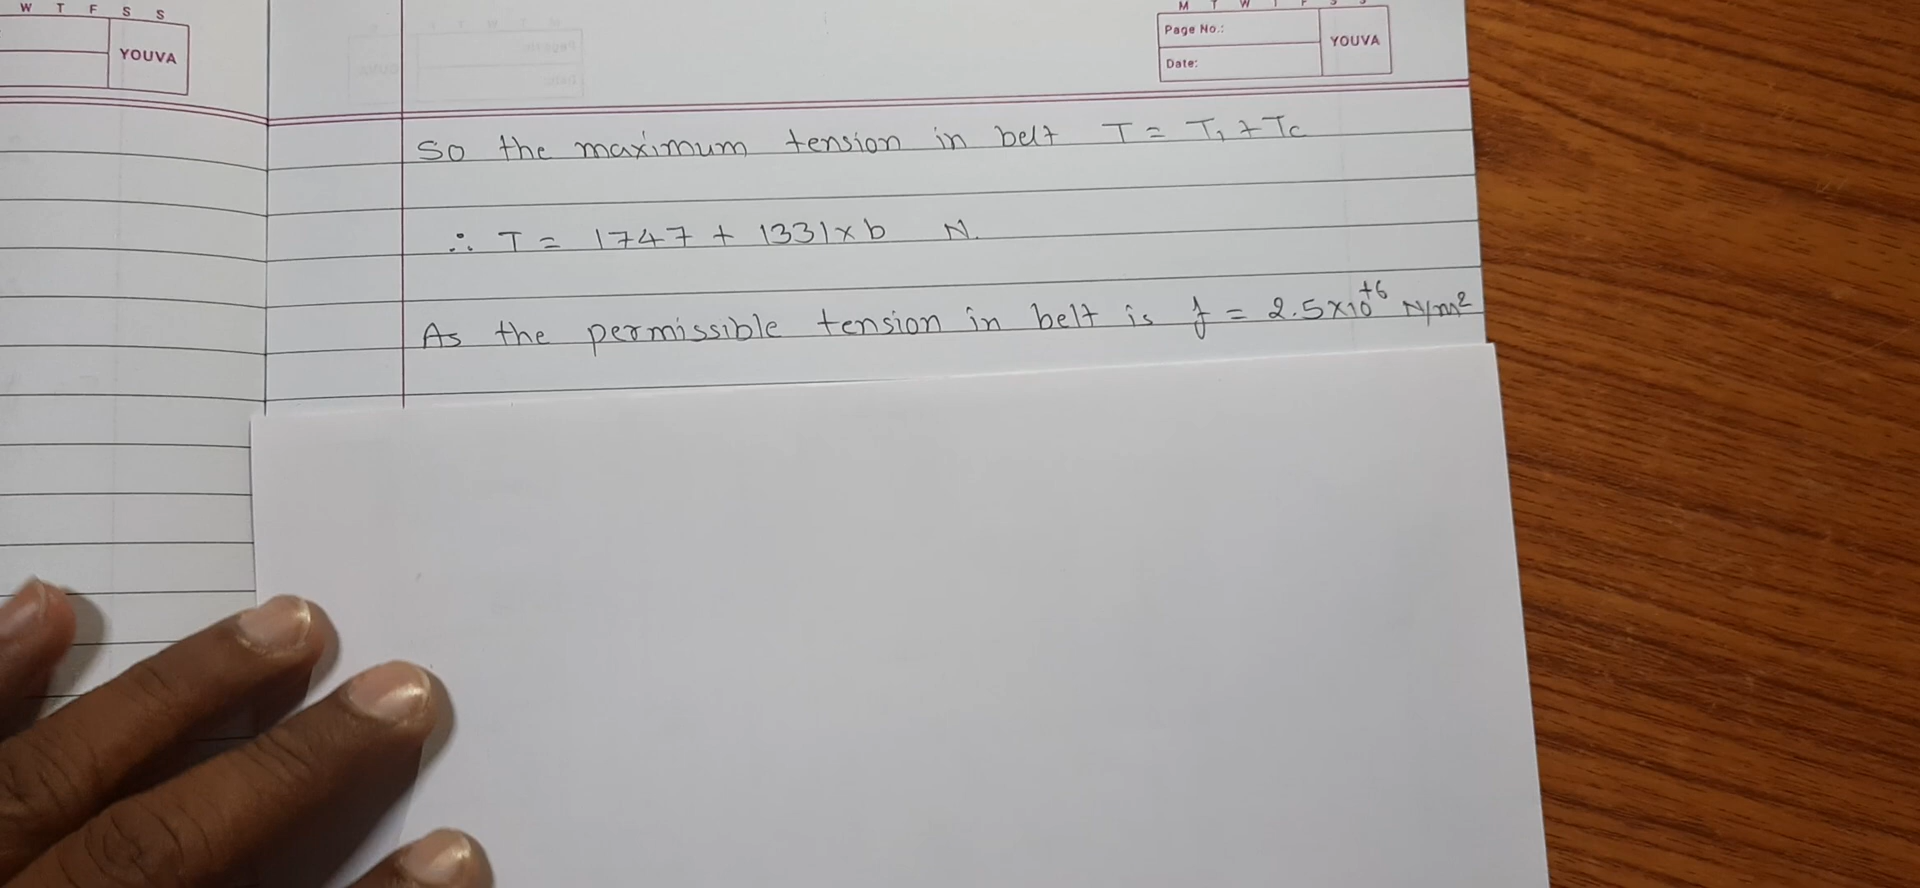 W T F S S
YOUVA
M T W T F S S
Page No.:
Date:
YOUVA
So the maximum tension in belt T = T1 + Tc
∴ T = 1747 + 1331 × b N.
As the permissible tension in belt is f = 2.5×10^+6 N/m²